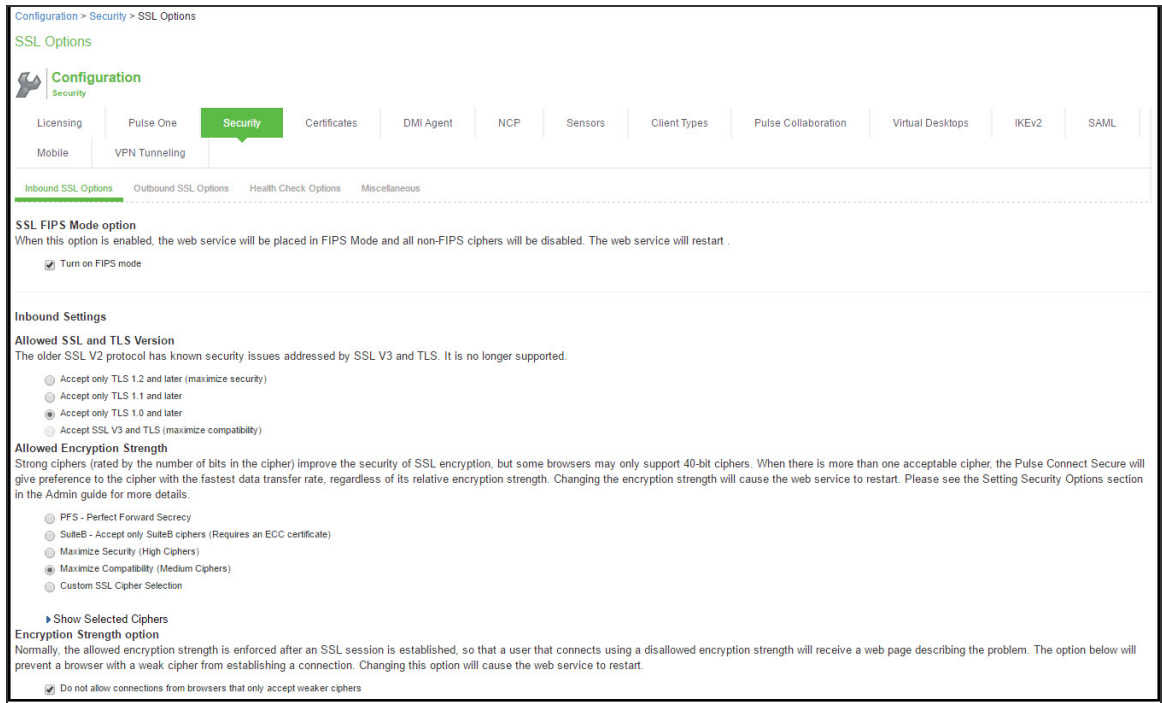 Configuration > Security > SSL Options
SSL Options
Configuration
Security
Licensing Pulse One Security Certificates DMI Agent NCP Sensors Client Types Pulse Collaboration Virtual Desktops IKEv2 SAML
Mobile VPN Tunneling
Inbound SSL Options Outbound SSL Options Health Check Options Miscellaneous
SSL FIPS Mode option
When this option is enabled, the web service will be placed in FIPS Mode and all non-FIPS ciphers will be disabled. The web service will restart .
Turn on FIPS mode
Inbound Settings
Allowed SSL and TLS Version
The older SSL V2 protocol has known security issues addressed by SSL V3 and TLS. It is no longer supported.
Accept only TLS 1.2 and later (maximize security)
Accept only TLS 1.1 and later
Accept only TLS 1.0 and later
Accept SSL V3 and TLS (maximize compatibility)
Allowed Encryption Strength
Strong ciphers (rated by the number of bits in the cipher) improve the security of SSL encryption, but some browsers may only support 40-bit ciphers. When there is more than one acceptable cipher, the Pulse Connect Secure will
give preference to the cipher with the fastest data transfer rate, regardless of its relative encryption strength. Changing the encryption strength will cause the web service to restart. Please see the Setting Security Options section
in the Admin guide for more details.
PFS - Perfect Forward Secrecy
SuiteB - Accept only SuiteB ciphers (Requires an ECC certificate)
Maximize Security (High Ciphers)
Maximize Compatibility (Medium Ciphers)
Custom SSL Cipher Selection
Show Selected Ciphers
Encryption Strength option
Normally, the allowed encryption strength is enforced after an SSL session is established, so that a user that connects using a disallowed encryption strength will receive a web page describing the problem. The option below will
prevent a browser with a weak cipher from establishing a connection. Changing this option will cause the web service to restart.
Do not allow connections from browsers that only accept weaker ciphers